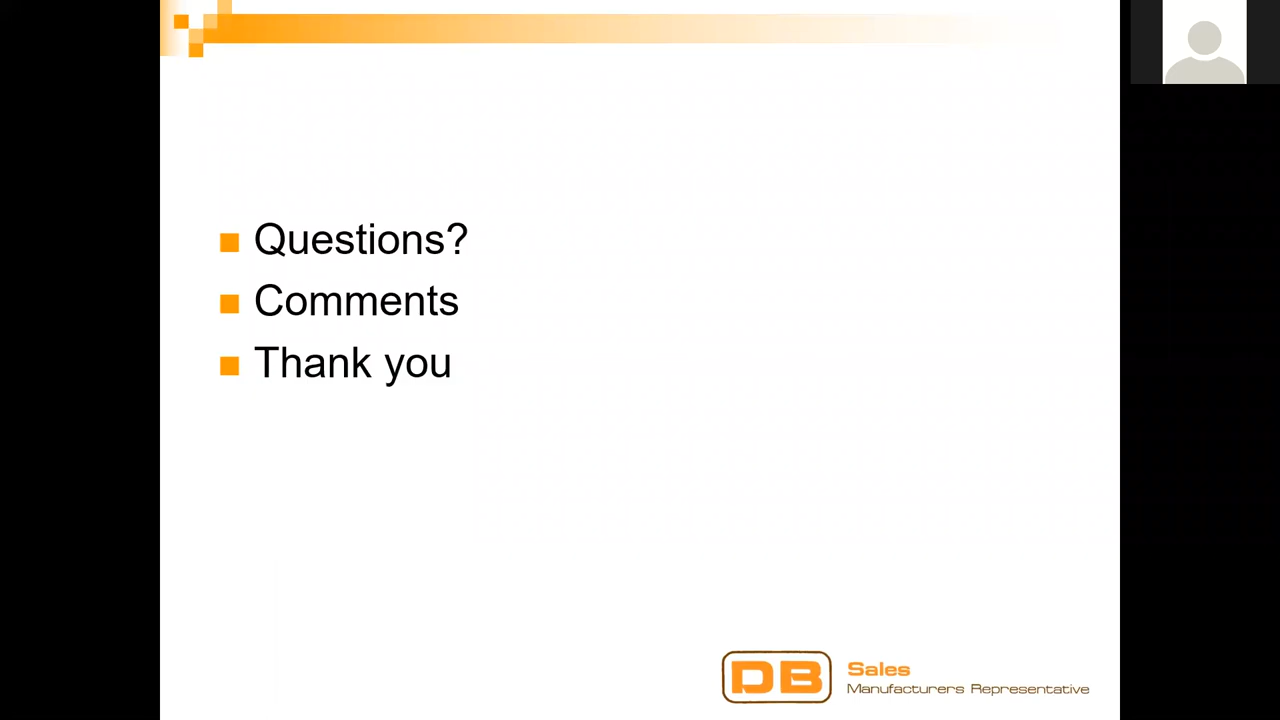 Questions?
Comments
Thank you
DB
Sales
Manufacturers Representative